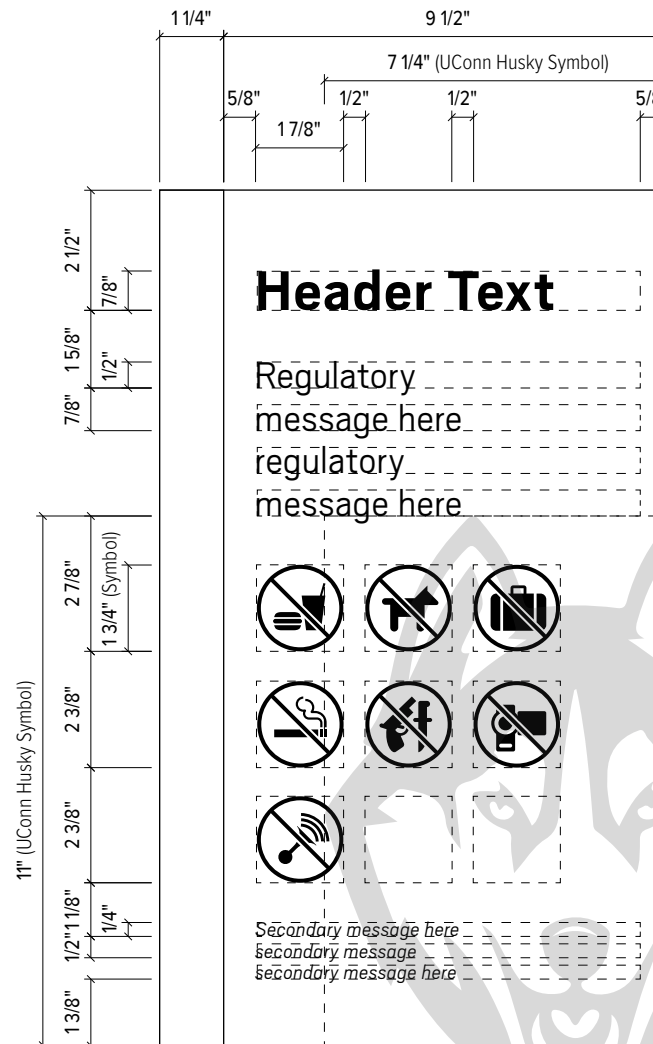 1 1/4"
9 1/2"
7 1/4" (UConn Husky Symbol)
5/8"
1/2"
1/2"
1 7/8"
2 1/2"
7/8"
Header Text
1 5/8"
1/2"
7/8"
Regulatory
message here
regulatory
message here
2 7/8"
1 3/4" (Symbol)
11" (UConn Husky Symbol)
2 3/8"
2 3/8"
1 1/8"
1/4"
1/2"
1 3/8"
Secondary message here
secondary message
secondary message here